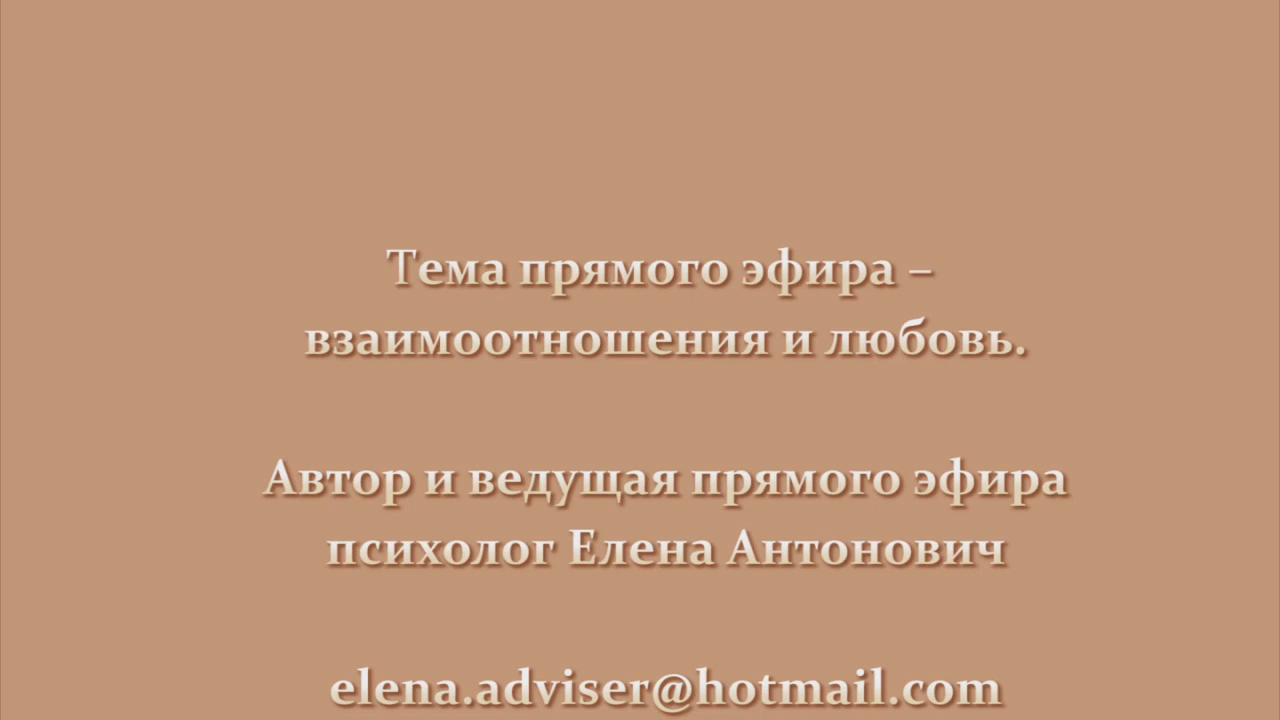 Тема прямого эфира –
взаимоотношения и любовь.
Автор и ведущая прямого эфира
психолог Елена Антонович
elena.adviser@hotmail.com